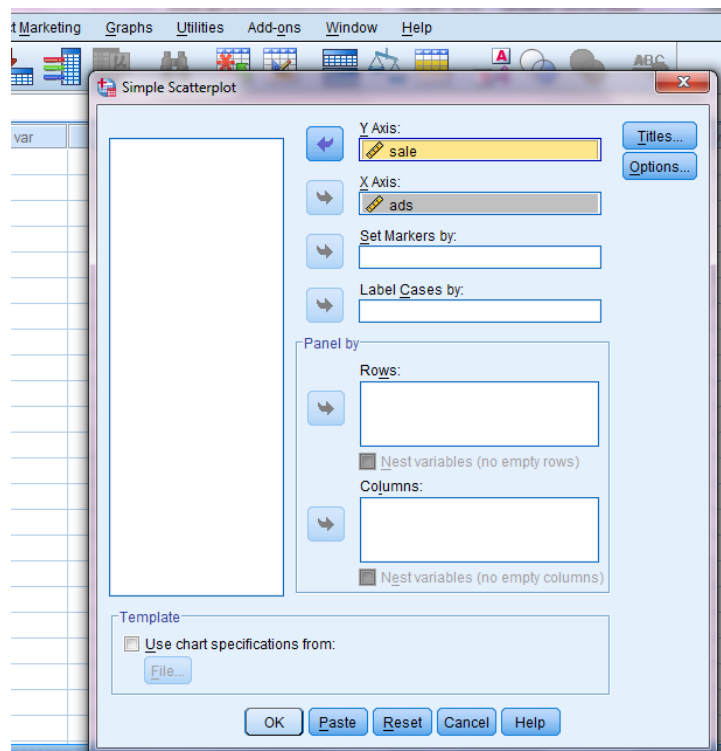 t Marketing Graphs Utilities Add-ons Window Help
A
ABC
Simple Scatterplot
var
Y Axis:
sale
Titles...
Options...
X Axis:
ads
Set Markers by:
Label Cases by:
Panel by
Rows:
Nest variables (no empty rows)
Columns:
Nest variables (no empty columns)
Template
Use chart specifications from:
File...
OK Paste Reset Cancel Help